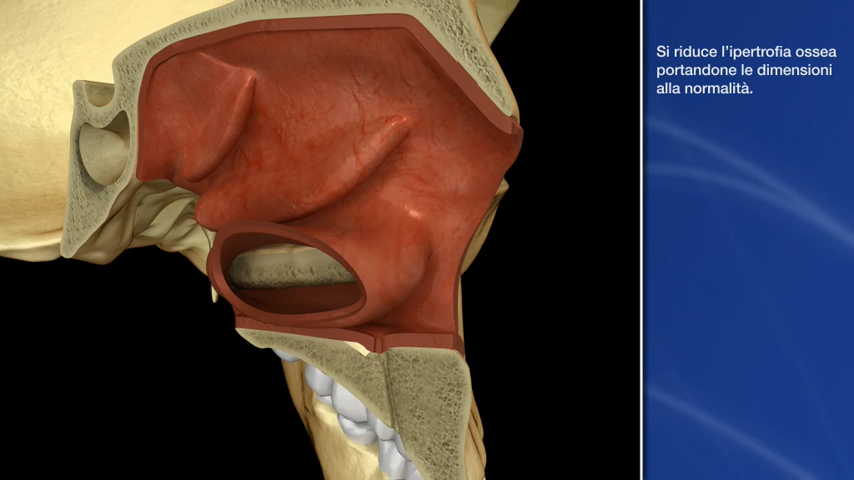 Si riduce l’ipertrofia ossea
portandone le dimensioni
alla normalità.